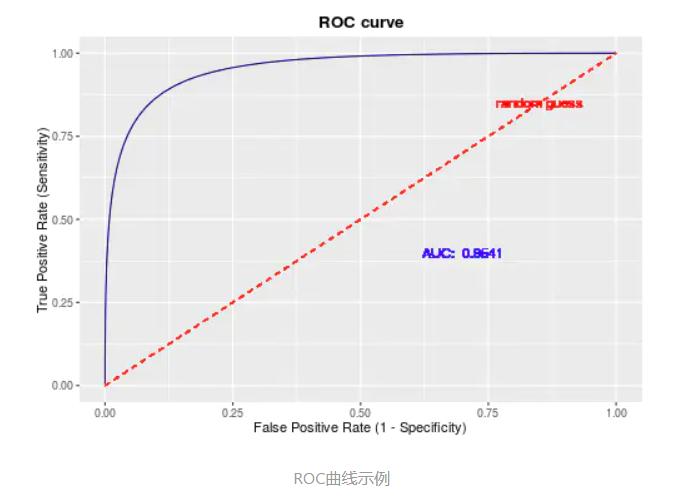 ROC curve
1.00
0.75
0.50
0.25
0.00
True Positive Rate (Sensitivity)
random guess
AUC:
0.00 0.25 0.50 0.75 1.00
False Positive Rate (1 - Specificity)
ROC曲线示例